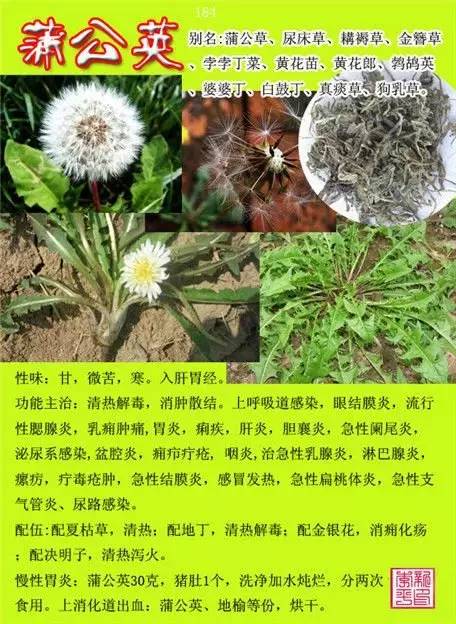 184
蒲公英
别名:蒲公草、尿床草、耩褥草、金簪草
、孛孛丁菜、黄花苗、黄花郎、鹁鸪英
、婆婆丁、白鼓丁、真痰草、狗乳草。
性味：甘，微苦，寒。入肝胃经。
功能主治：清热解毒，消肿散结。上呼吸道感染，眼结膜炎，流行
性腮腺炎，乳痈肿痛,胃炎，痢疾，肝炎，胆囊炎，急性阑尾炎，
泌尿系感染,盆腔炎，痈疖疔疮, 咽炎,治急性乳腺炎，淋巴腺炎，
瘰疬，疔毒疮肿，急性结膜炎，感冒发热，急性扁桃体炎，急性支
气管炎、尿路感染。
配伍:配夏枯草，清热；配地丁，清热解毒；配金银花，消痈化疡
；配决明子，清热泻火。
慢性胃炎：蒲公英30克，猪肚1个，洗净加水炖烂，分两次
食用。上消化道出血：蒲公英、地榆等份，烘干。